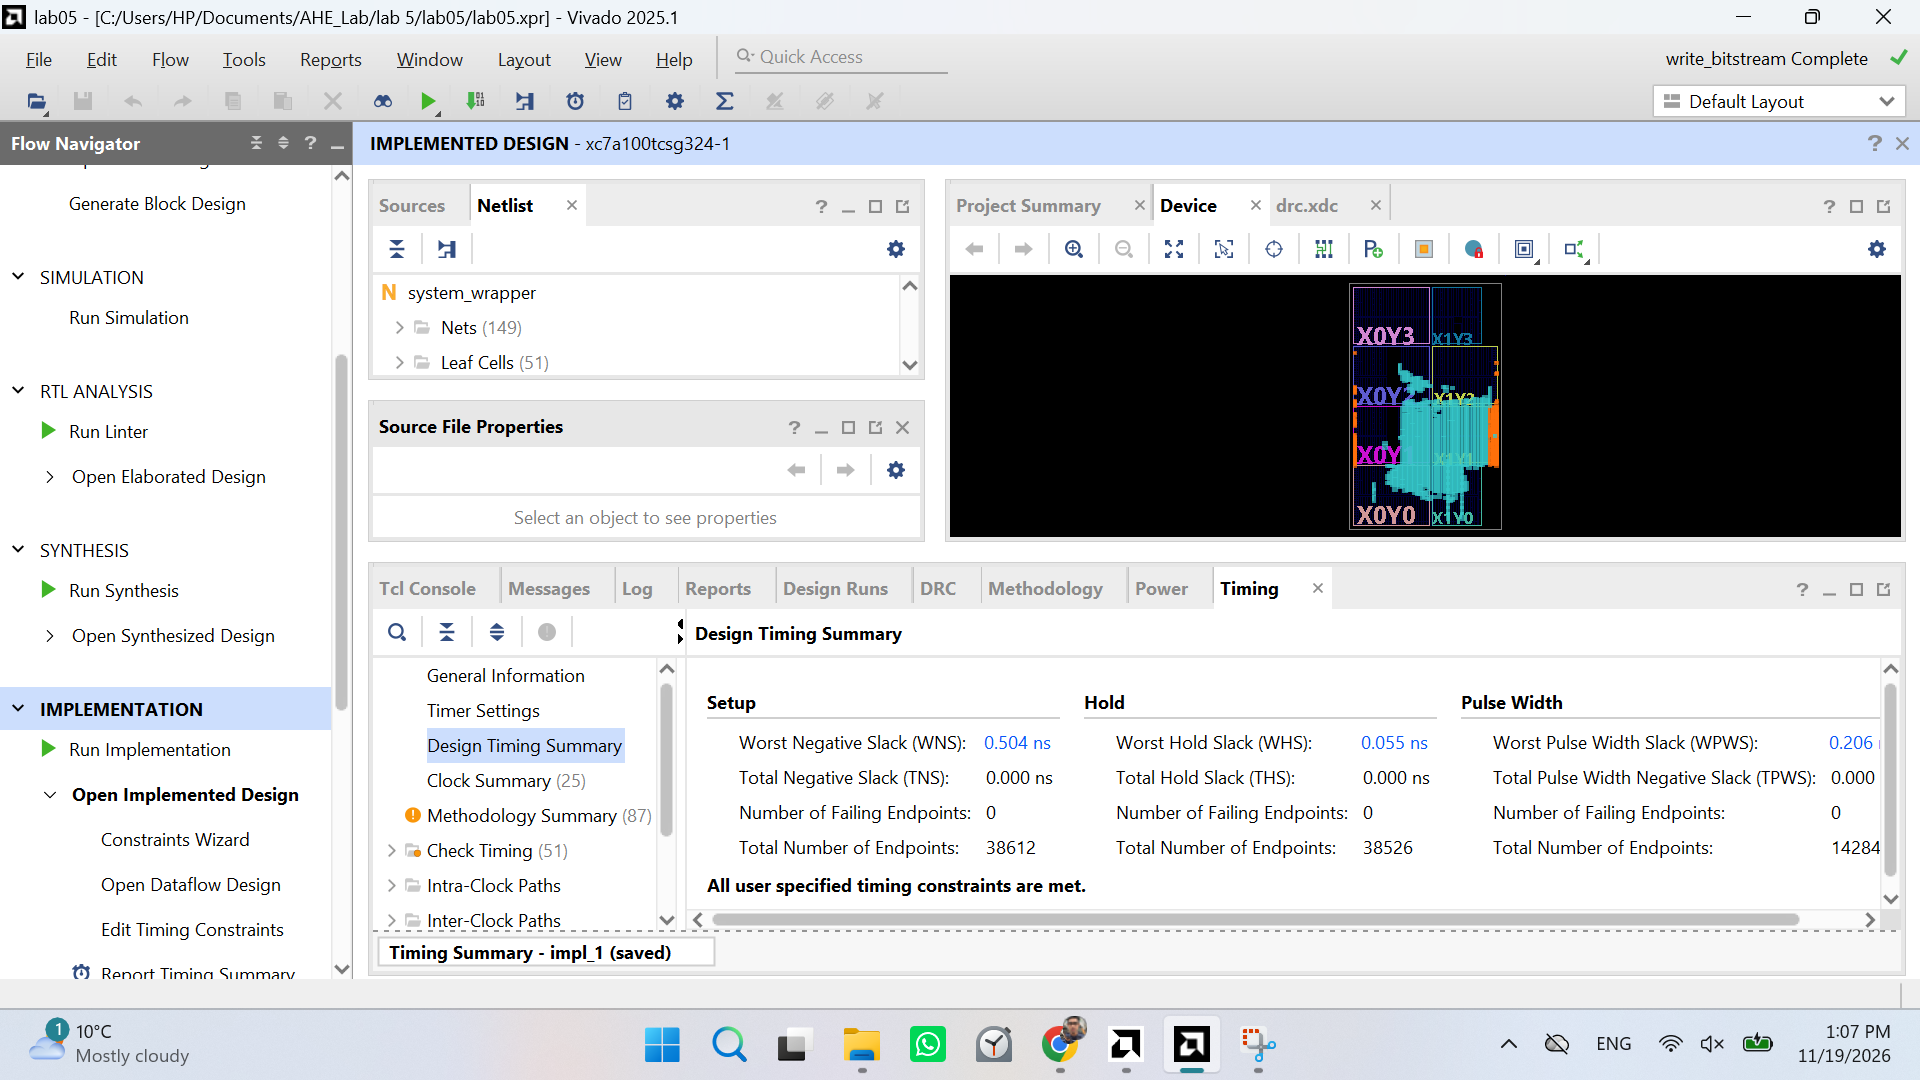 lab05 - [C:/Users/HP/Documents/AHE_Lab/lab 5/lab05/lab05.xpr] - Vivado 2025.1
File Edit Flow Tools Reports Window Layout View Help Quick Access
write_bitstream Complete
Default Layout
Flow Navigator
Generate Block Design
SIMULATION
Run Simulation
RTL ANALYSIS
Run Linter
Open Elaborated Design
SYNTHESIS
Run Synthesis
Open Synthesized Design
IMPLEMENTATION
Run Implementation
Open Implemented Design
Constraints Wizard
Open Dataflow Design
Edit Timing Constraints
Report Timing Summary
IMPLEMENTED DESIGN - xc7a100tcsg324-1
Sources Netlist
N system_wrapper
Nets (149)
Leaf Cells (51)
Source File Properties
Select an object to see properties
Project Summary Device drc.xdc
X0Y3 X1Y3
X0Y2 X1Y2
X0Y X1Y1
X0Y0 X1Y0
Tcl Console Messages Log Reports Design Runs DRC Methodology Power Timing
Design Timing Summary
General Information
Timer Settings
Design Timing Summary
Clock Summary (25)
Methodology Summary (87)
Check Timing (51)
Intra-Clock Paths
Inter-Clock Paths
Setup
Worst Negative Slack (WNS): 0.504 ns
Total Negative Slack (TNS): 0.000 ns
Number of Failing Endpoints: 0
Total Number of Endpoints: 38612
Hold
Worst Hold Slack (WHS): 0.055 ns
Total Hold Slack (THS): 0.000 ns
Number of Failing Endpoints: 0
Total Number of Endpoints: 38526
Pulse Width
Worst Pulse Width Slack (WPWS): 0.206
Total Pulse Width Negative Slack (TPWS): 0.000
Number of Failing Endpoints: 0
Total Number of Endpoints: 14284
All user specified timing constraints are met.
Timing Summary - impl_1 (saved)
1
10°C
Mostly cloudy
ENG
1:07 PM
11/19/2026